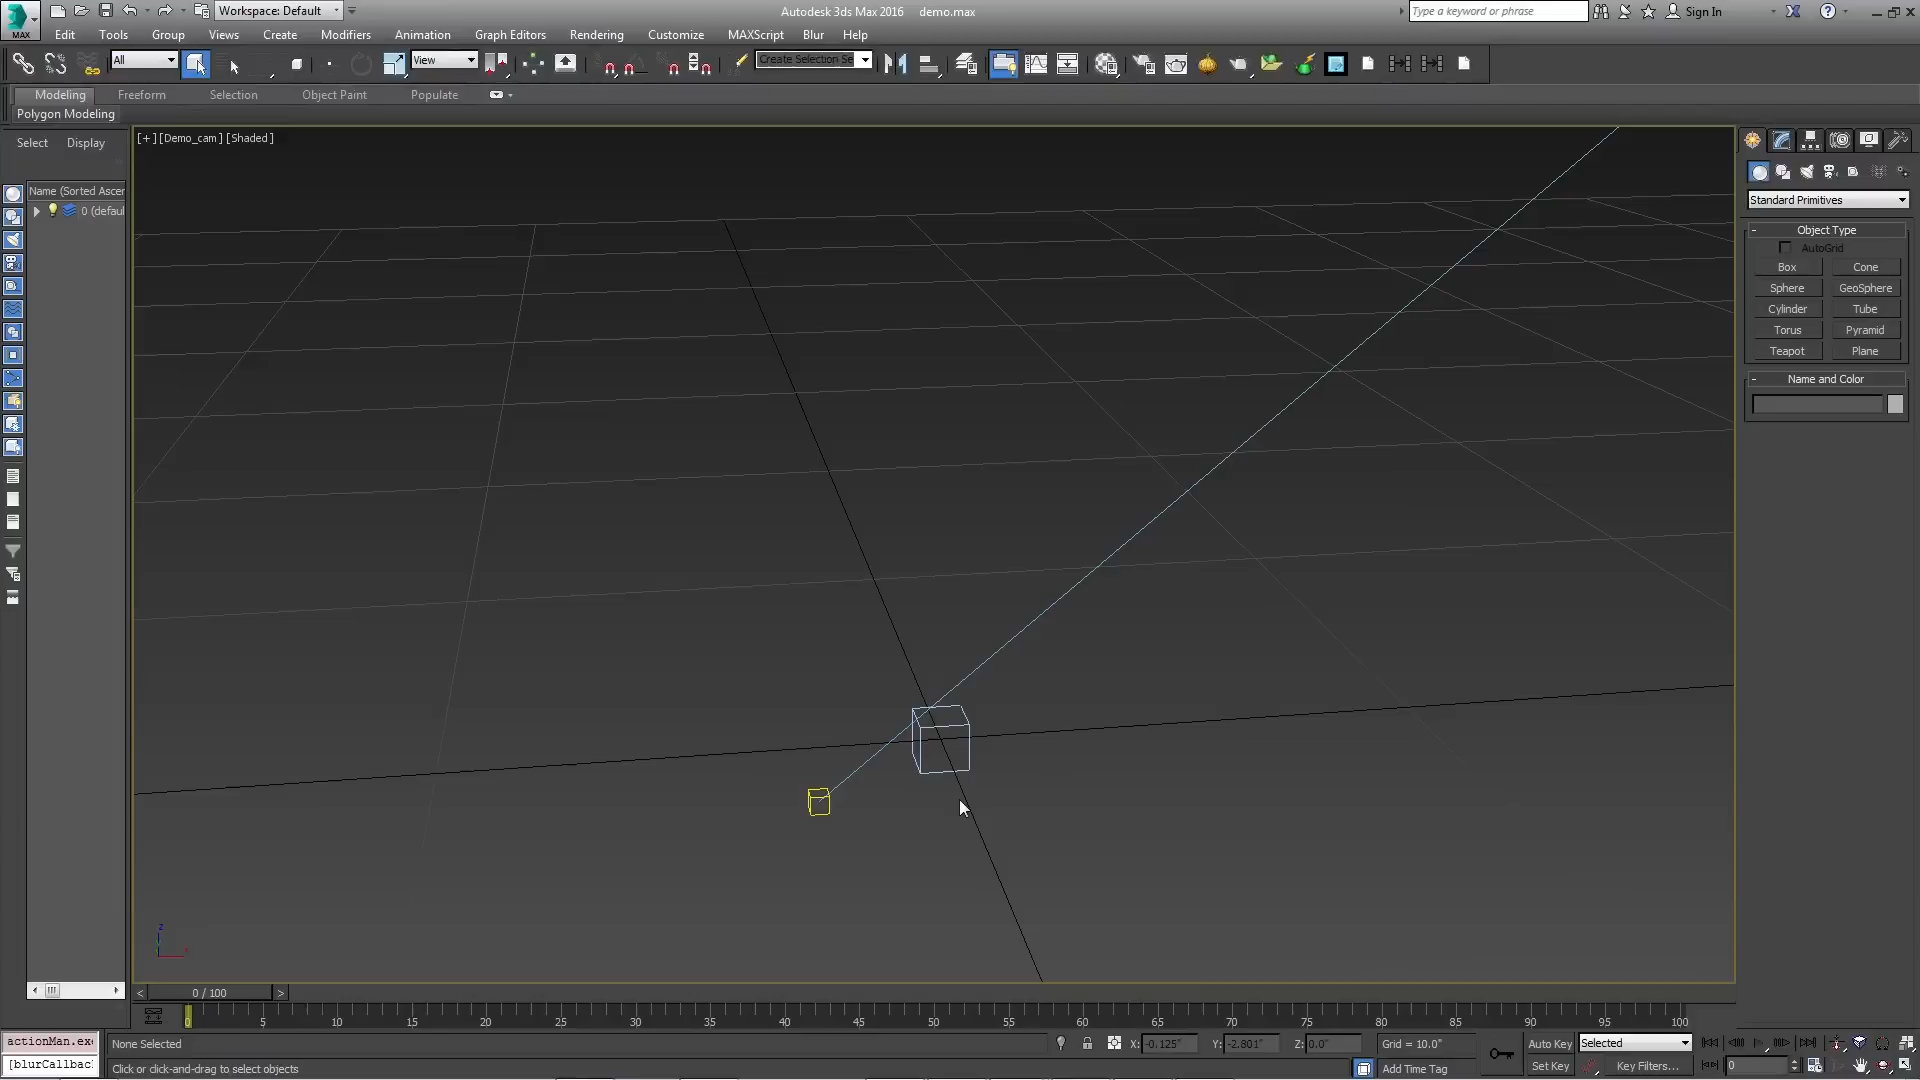 Workspace: Default
Autodesk 3ds Max 2016 demo.max
Type a keyword or phrase
Sign In
MAX
Edit Tools Group Views Create Modifiers Animation Graph Editors Rendering Customize MAXScript Blur Help
All
View
Create Selection Se
Modeling Freeform Selection Object Paint Populate
Polygon Modeling
Select Display
[+][Demo_cam][Shaded]
Name (Sorted Ascer
0 (defaul
Standard Primitives
- Object Type
AutoGrid
Box Cone
Sphere GeoSphere
Cylinder Tube
Torus Pyramid
Teapot Plane
- Name and Color
z
< 0 / 100 >
0 5 10 15 20 25 30 35 40 45 50 55 60 65 70 75 80 85 90 95 100
actionMan.exe
None Selected
X: -0.125" Y: -2.801" Z: 0.0" Grid = 10.0"
Auto Key Selected
[blurCallbac
Click or click-and-drag to select objects
Add Time Tag
Set Key Key Filters... 0